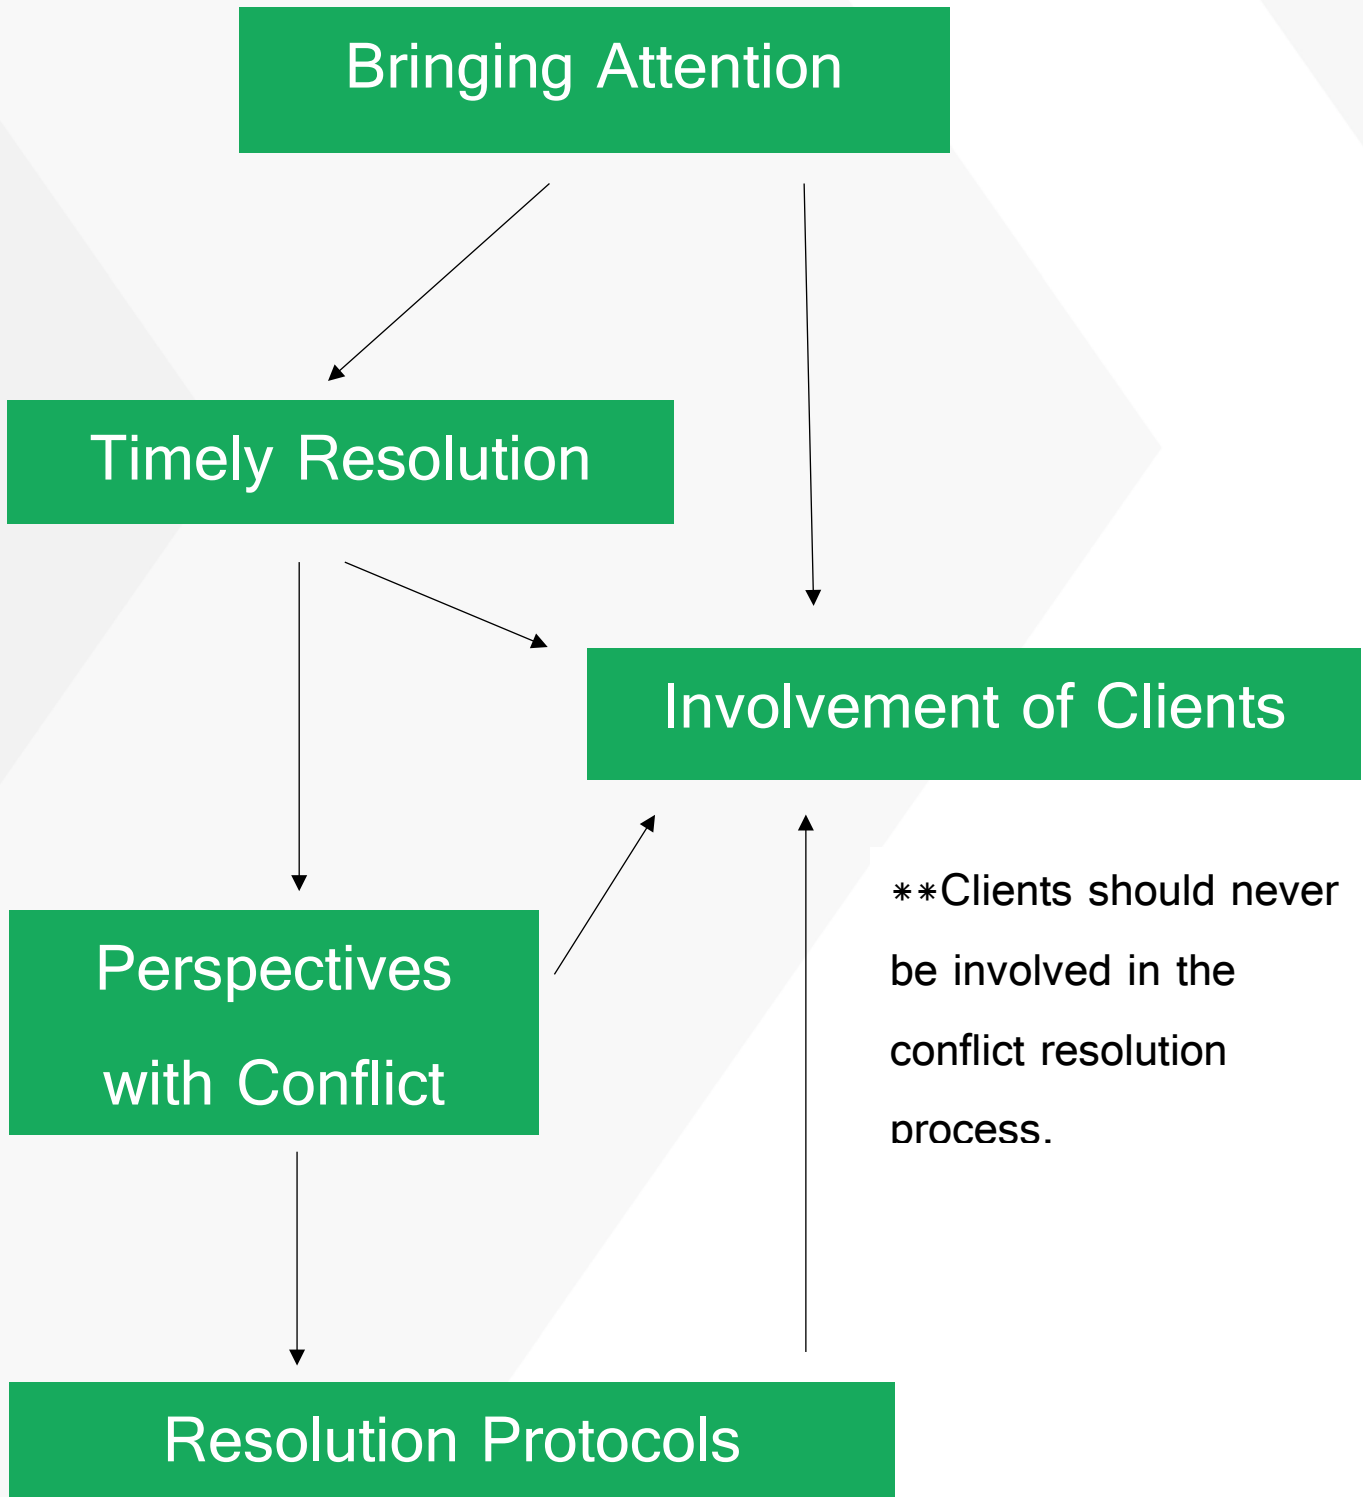 Bringing Attention
Timely Resolution
Involvement of Clients
**Clients should never
be involved in the
conflict resolution
process.
Perspectives
with Conflict
Resolution Protocols